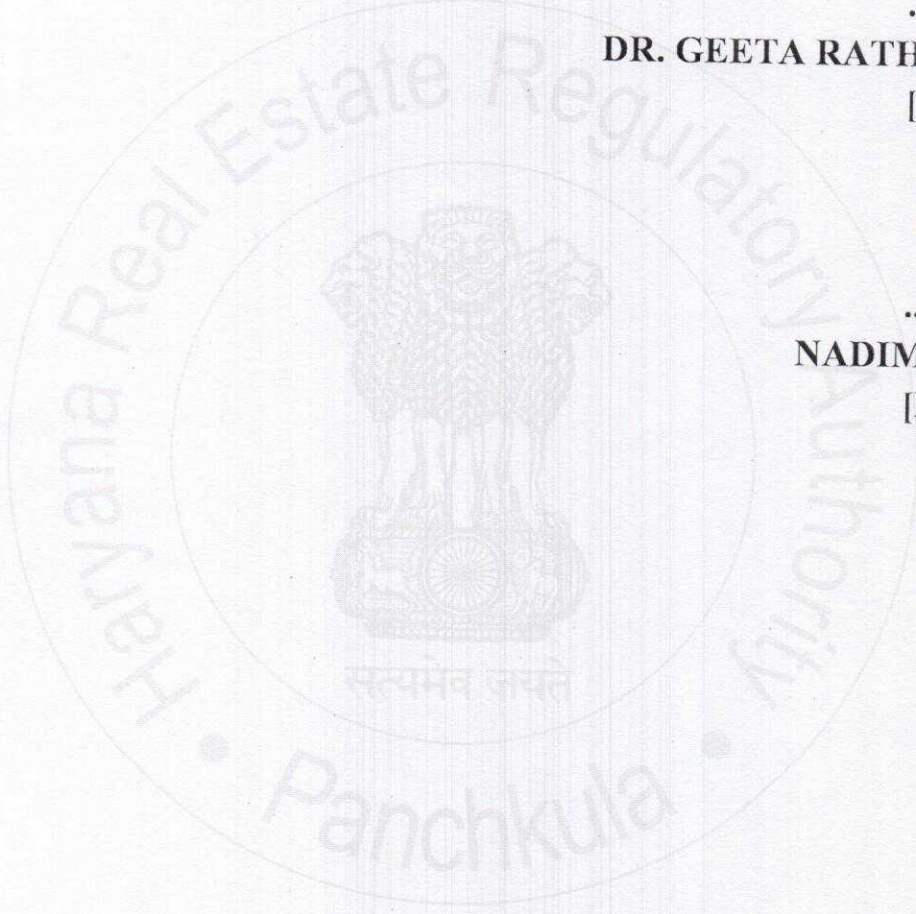 ..
DR. GEETA RATH
[
..
NADIM
[
Haryana Real Estate Regulatory Authority
सत्यमेव जयते
• Panchkula •